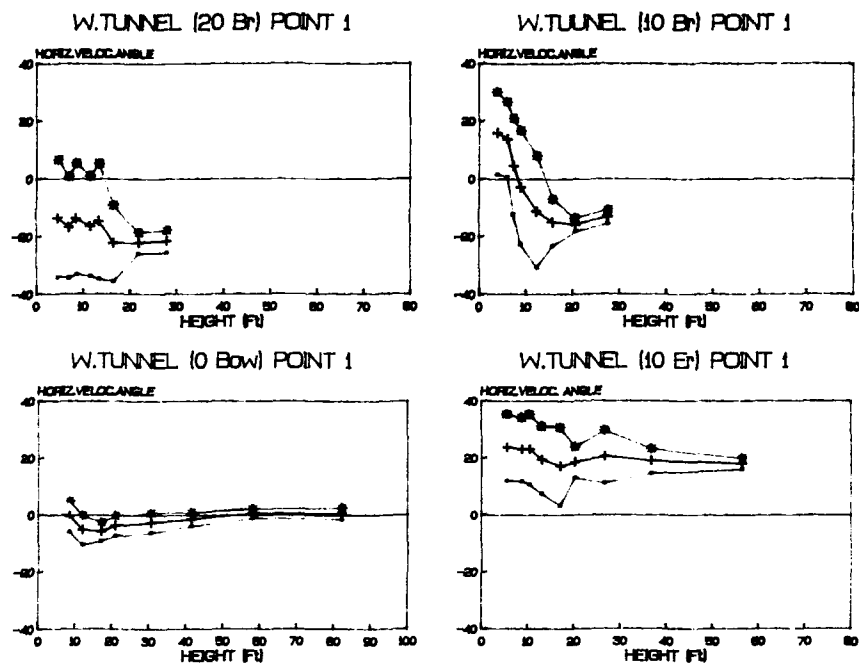 W.TUNNEL (20 Br) POINT 1
HORIZ.VELOC.ANGLE
40
20
0
-20
-40
0 10 20 30 40 50 60 70 80
HEIGHT (Ft)
W.TUUNEL (10 Br) POINT 1
HORIZ.VELOC.ANGLE
40
20
0
-20
-40
0 10 20 30 40 50 60 70 80
HEIGHT (Ft)
W.TUNNEL (0 Bow) POINT 1
HORIZ.VELOC.ANGLE
40
20
0
-20
-40
0 10 20 30 40 50 60 70 80 90 100
HEIGHT (Ft)
W.TUNNEL (10 Er) POINT 1
HORIZ.VELOC. ANGLE
40
20
0
-20
-40
0 10 20 30 40 50 60 70 80
HEIGHT (Ft)